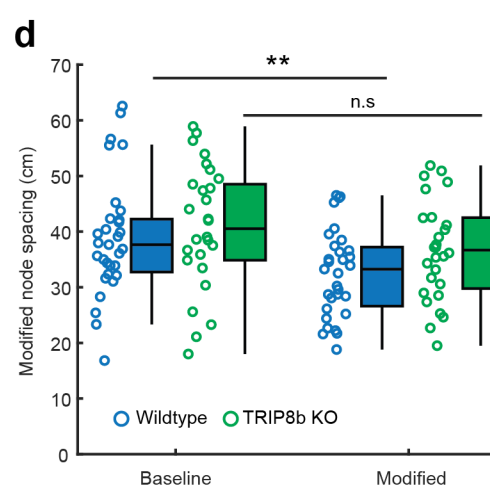 d
**
n.s
Modified node spacing (cm)
70
60
50
40
30
20
10
0
Wildtype TRIP8b KO
Baseline Modified